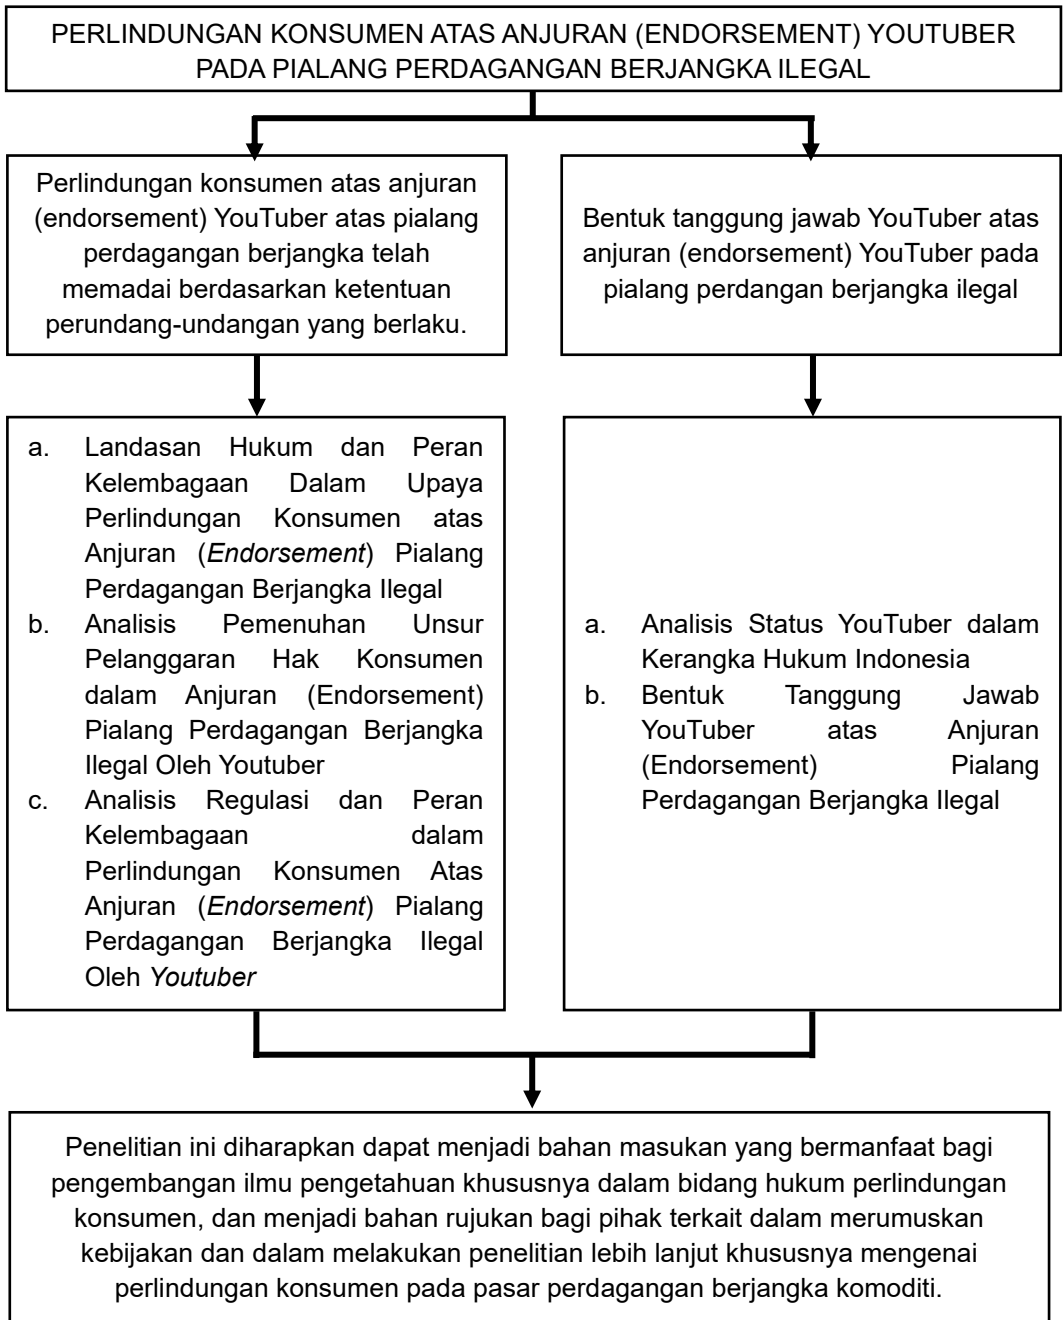 PERLINDUNGAN KONSUMEN ATAS ANJURAN (ENDORSEMENT) YOUTUBER
PADA PIALANG PERDAGANGAN BERJANGKA ILEGAL
Perlindungan konsumen atas anjuran
(endorsement) YouTuber atas pialang
perdagangan berjangka telah
memadai berdasarkan ketentuan
perundang-undangan yang berlaku.
Bentuk tanggung jawab YouTuber atas
anjuran (endorsement) YouTuber pada
pialang perdangan berjangka ilegal
a. Landasan Hukum dan Peran
Kelembagaan Dalam Upaya
Perlindungan Konsumen atas
Anjuran (Endorsement) Pialang
Perdagangan Berjangka Ilegal
b. Analisis Pemenuhan Unsur
Pelanggaran Hak Konsumen
dalam Anjuran (Endorsement)
Pialang Perdagangan Berjangka
Ilegal Oleh Youtuber
c. Analisis Regulasi dan Peran
Kelembagaan dalam
Perlindungan Konsumen Atas
Anjuran (Endorsement) Pialang
Perdagangan Berjangka Ilegal
Oleh Youtuber
a. Analisis Status YouTuber dalam
Kerangka Hukum Indonesia
b. Bentuk Tanggung Jawab
YouTuber atas Anjuran
(Endorsement) Pialang
Perdagangan Berjangka Ilegal
Penelitian ini diharapkan dapat menjadi bahan masukan yang bermanfaat bagi
pengembangan ilmu pengetahuan khususnya dalam bidang hukum perlindungan
konsumen, dan menjadi bahan rujukan bagi pihak terkait dalam merumuskan
kebijakan dan dalam melakukan penelitian lebih lanjut khususnya mengenai
perlindungan konsumen pada pasar perdagangan berjangka komoditi.